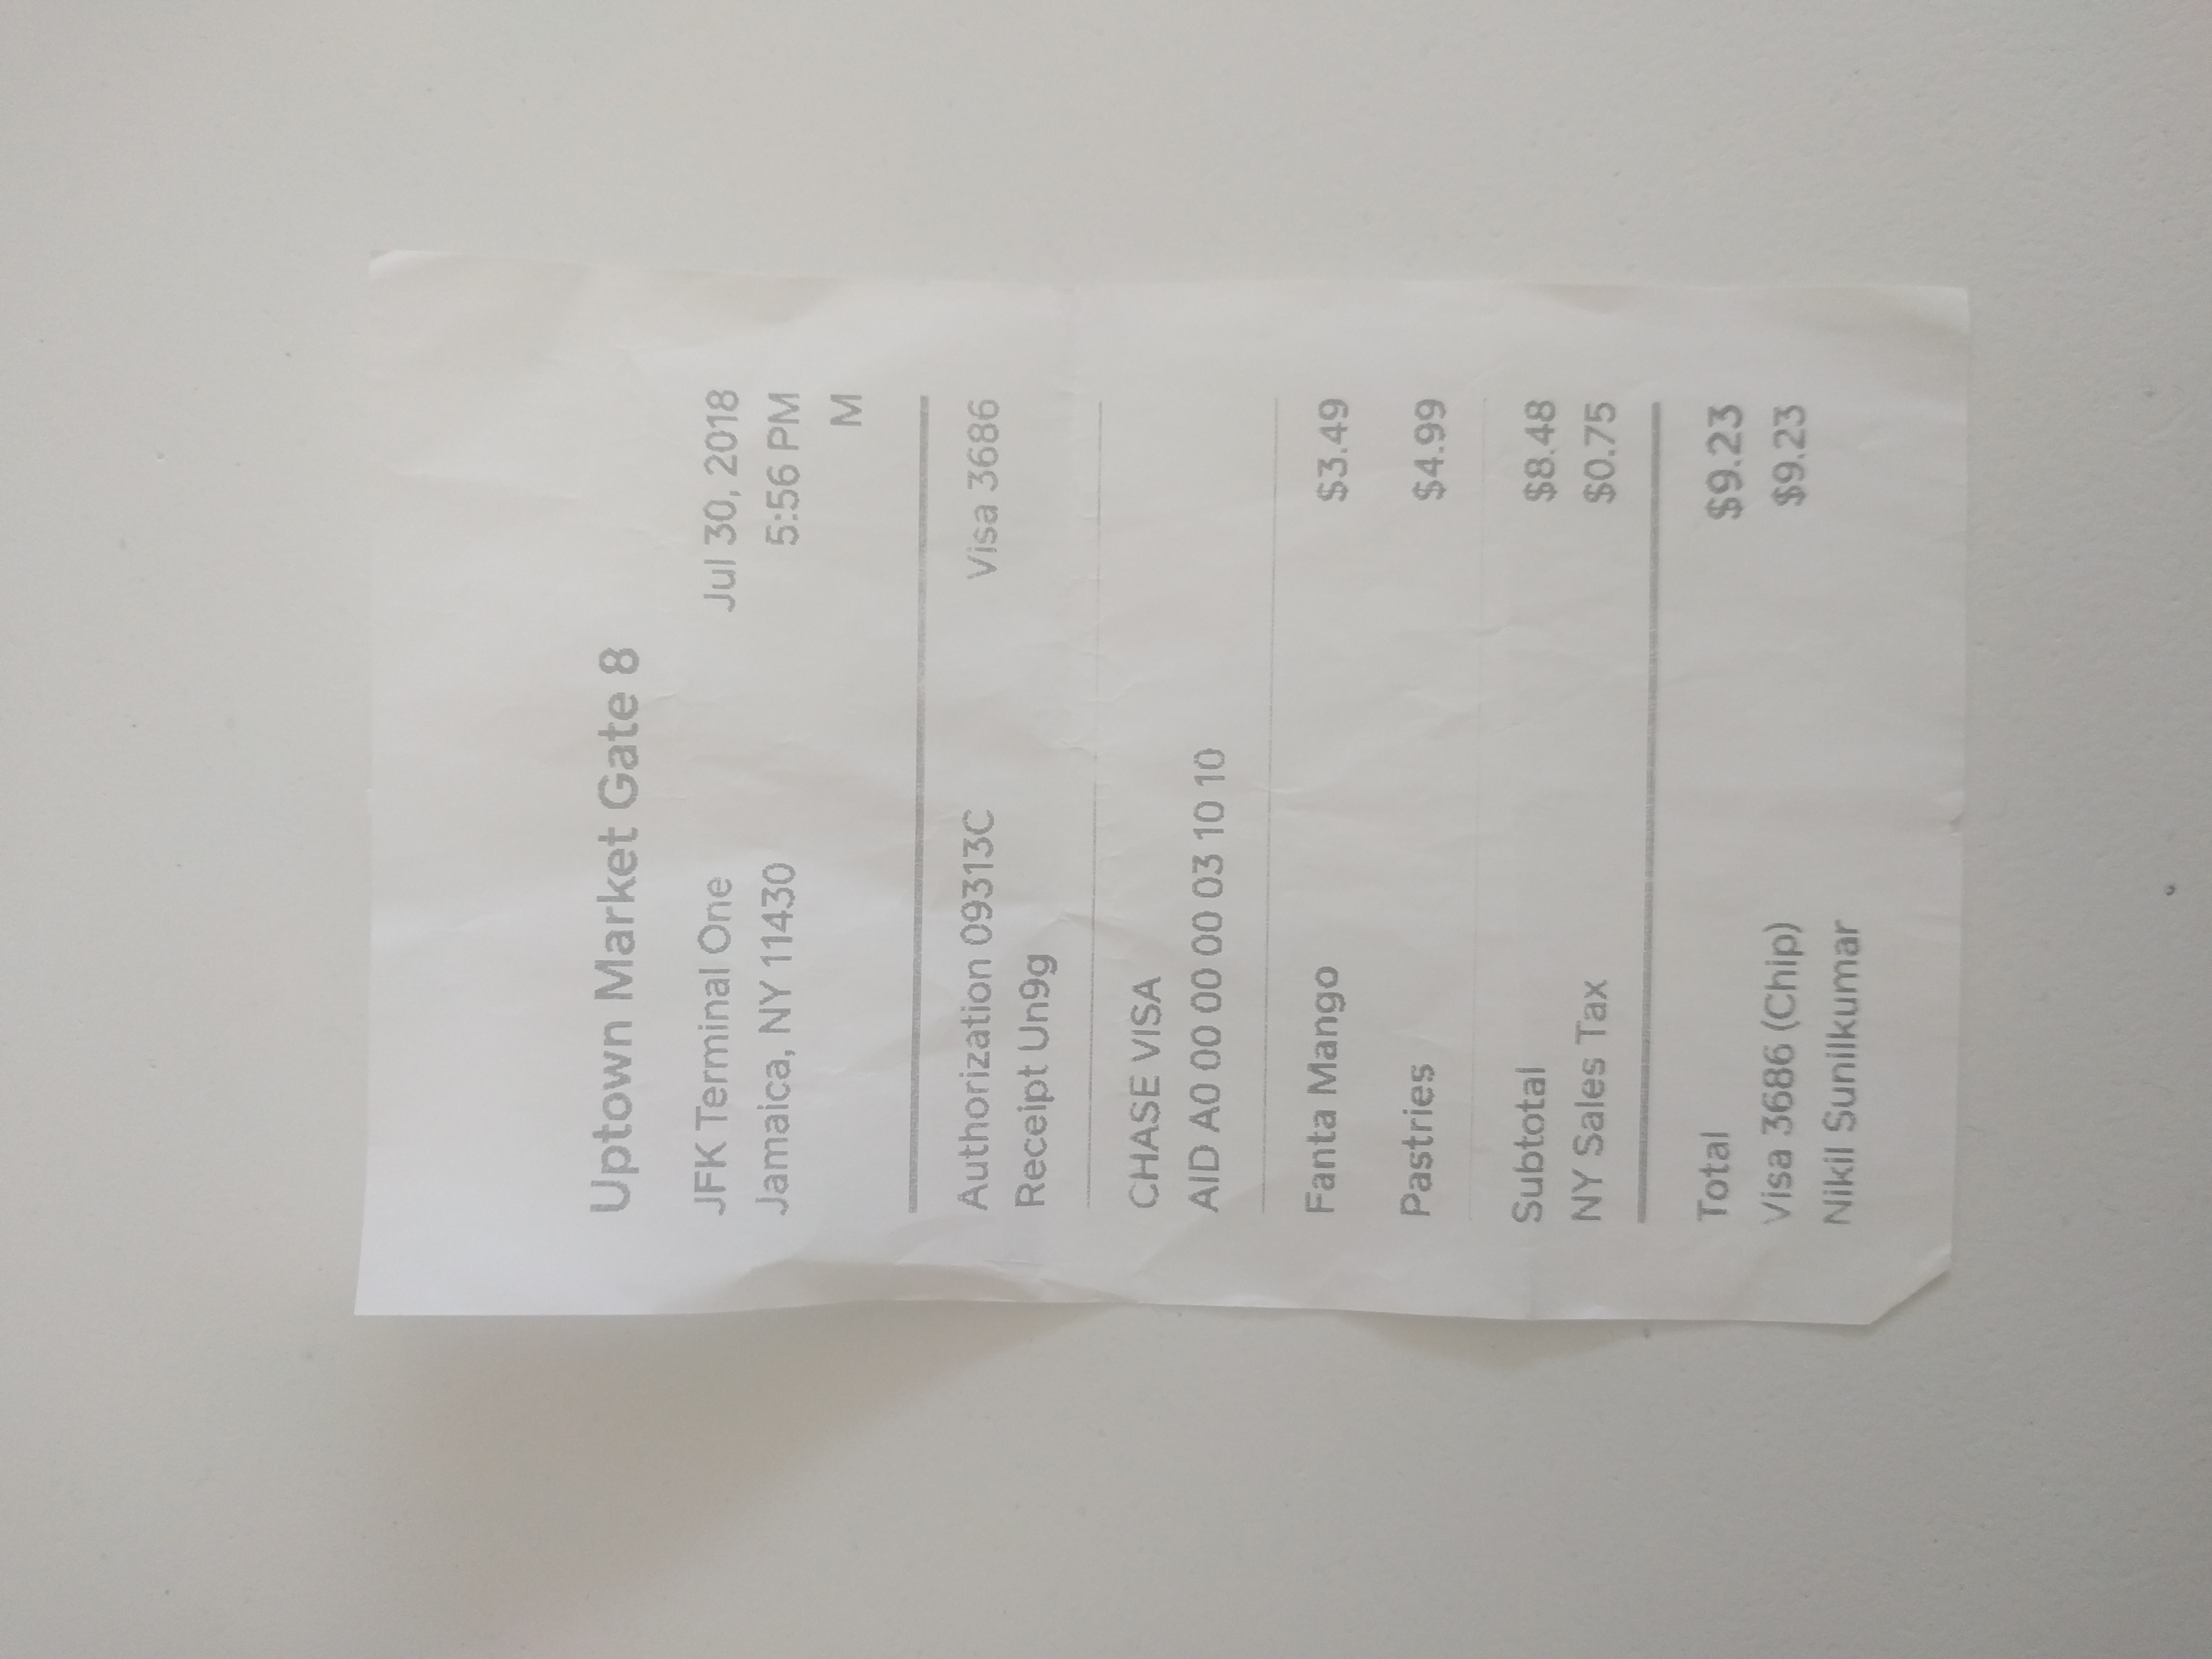 Uptown Market Gate 8
JFK Terminal One Jul 30, 2018
Jamaica, NY 11430 5:56 PM
M
Authorization 09313C Visa 3686
Receipt Un9g
CHASE VISA
AID A0 00 00 00 03 10 10
Fanta Mango $3.49
Pastries $4.99
Subtotal $8.48
NY Sales Tax $0.75
Total $9.23
Visa 3686 (Chip) $9.23
Nikil Sunilkumar